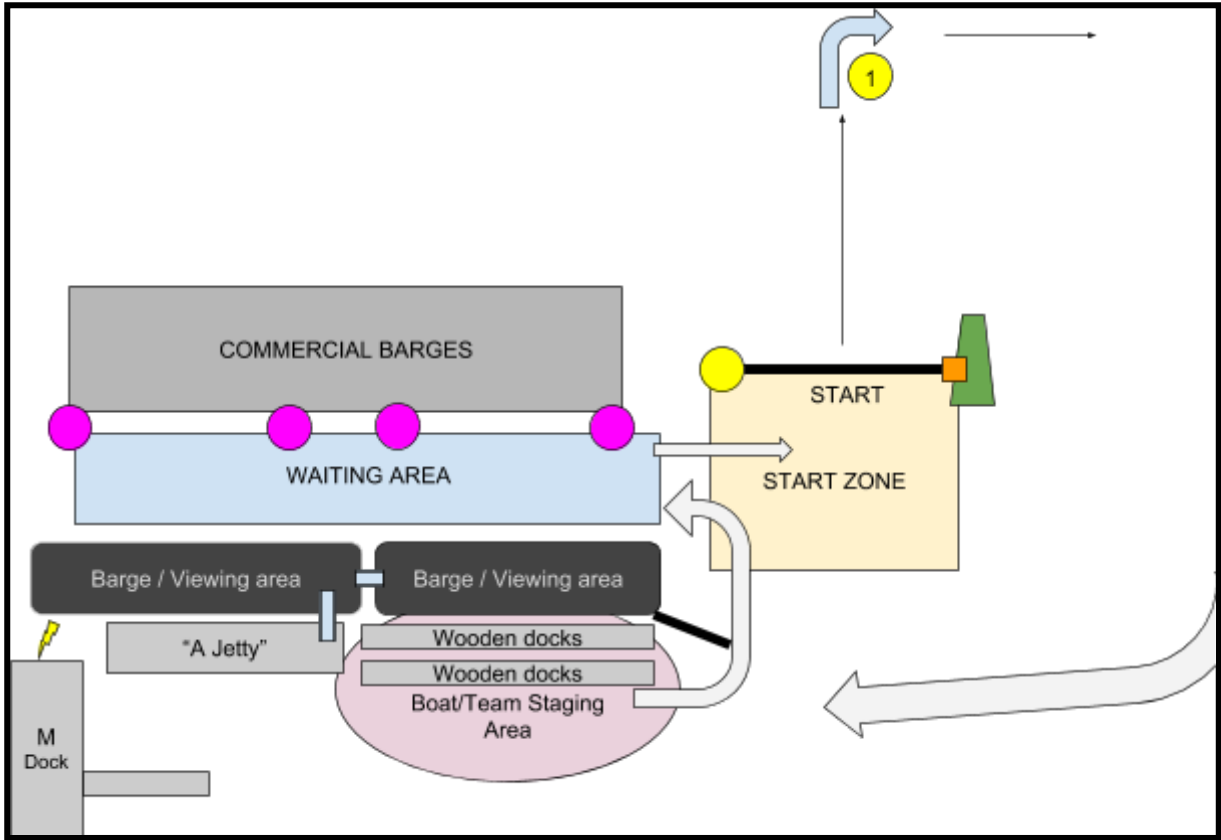 1
COMMERCIAL BARGES
START
WAITING AREA
START ZONE
Barge / Viewing area
Barge / Viewing area
"A Jetty"
Wooden docks
Wooden docks
Boat/Team Staging
Area
M
Dock